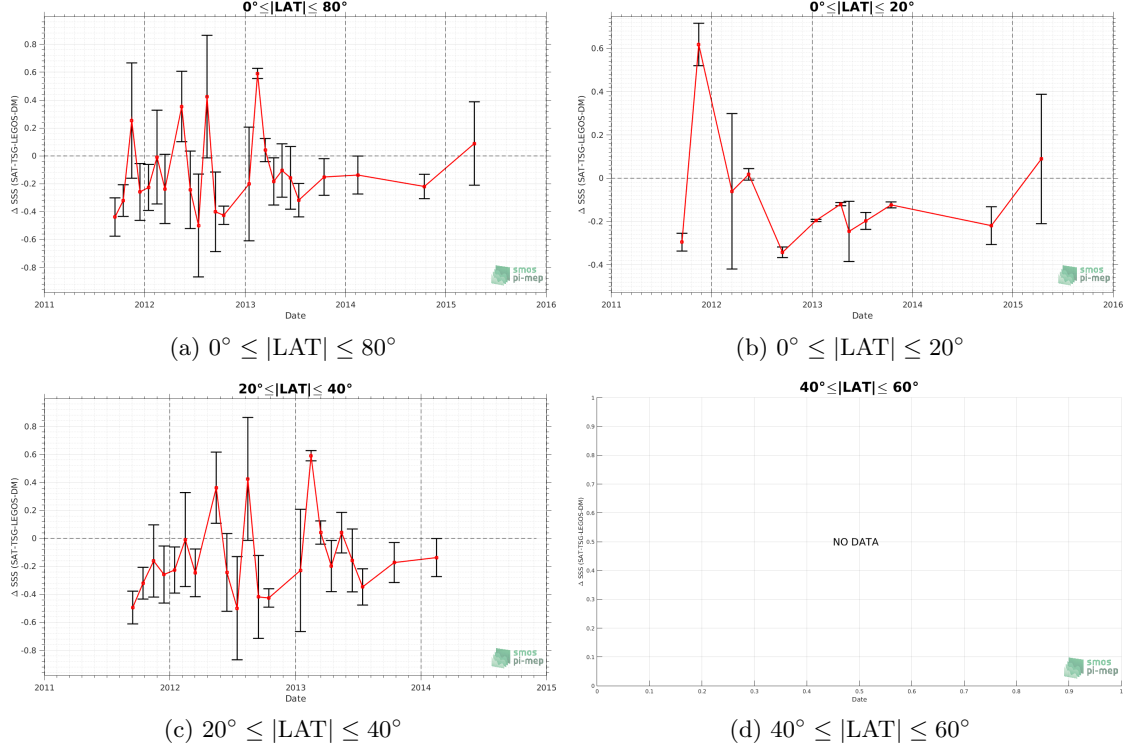 0°≤|LAT|≤ 80°
Δ SSS (SAT-TSG-LEGOS-DM)
0.8
0.6
0.4
0.2
0
-0.2
-0.4
-0.6
-0.8
2011
2012
2013
2014
2015
2016
Date
smos
pi-mep
(a) 0° ≤ |LAT| ≤ 80°
0°≤|LAT|≤ 20°
Δ SSS (SAT-TSG-LEGOS-DM)
0.6
0.4
0.2
0
-0.2
-0.4
2011
2012
2013
2014
2015
2016
Date
smos
pi-mep
(b) 0° ≤ |LAT| ≤ 20°
20°≤|LAT|≤ 40°
Δ SSS (SAT-TSG-LEGOS-DM)
0.8
0.6
0.4
0.2
0
-0.2
-0.4
-0.6
-0.8
2011
2012
2013
2014
2015
Date
smos
pi-mep
(c) 20° ≤ |LAT| ≤ 40°
40°≤|LAT|≤ 60°
Δ SSS (SAT-TSG-LEGOS-DM)
1
0.9
0.8
0.7
0.6
0.5
0.4
0.3
0.2
0.1
0
NO DATA
0
0.1
0.2
0.3
0.4
0.5
0.6
0.7
0.8
0.9
1
Date
smos
pi-mep
(d) 40° ≤ |LAT| ≤ 60°